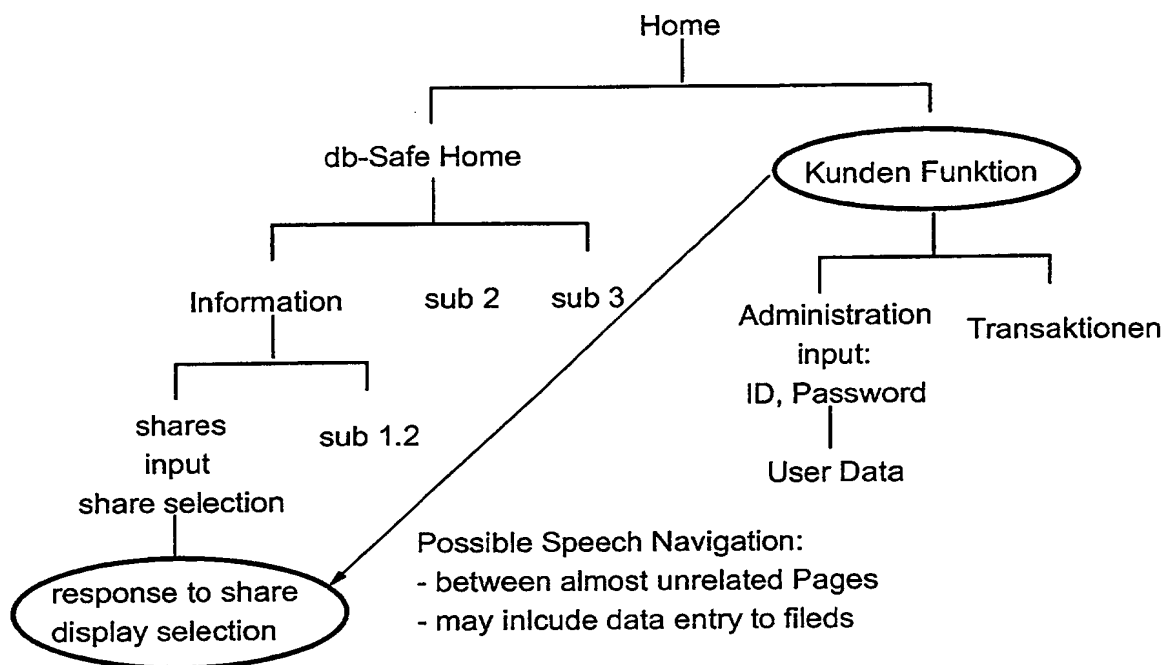 Home
db-Safe Home
Kunden Funktion
Information
sub 2
sub 3
Administration
input:
ID, Password
Transaktionen
shares
input
share selection
sub 1.2
User Data
response to share
display selection
Possible Speech Navigation:
- between almost unrelated Pages
- may inlcude data entry to fileds